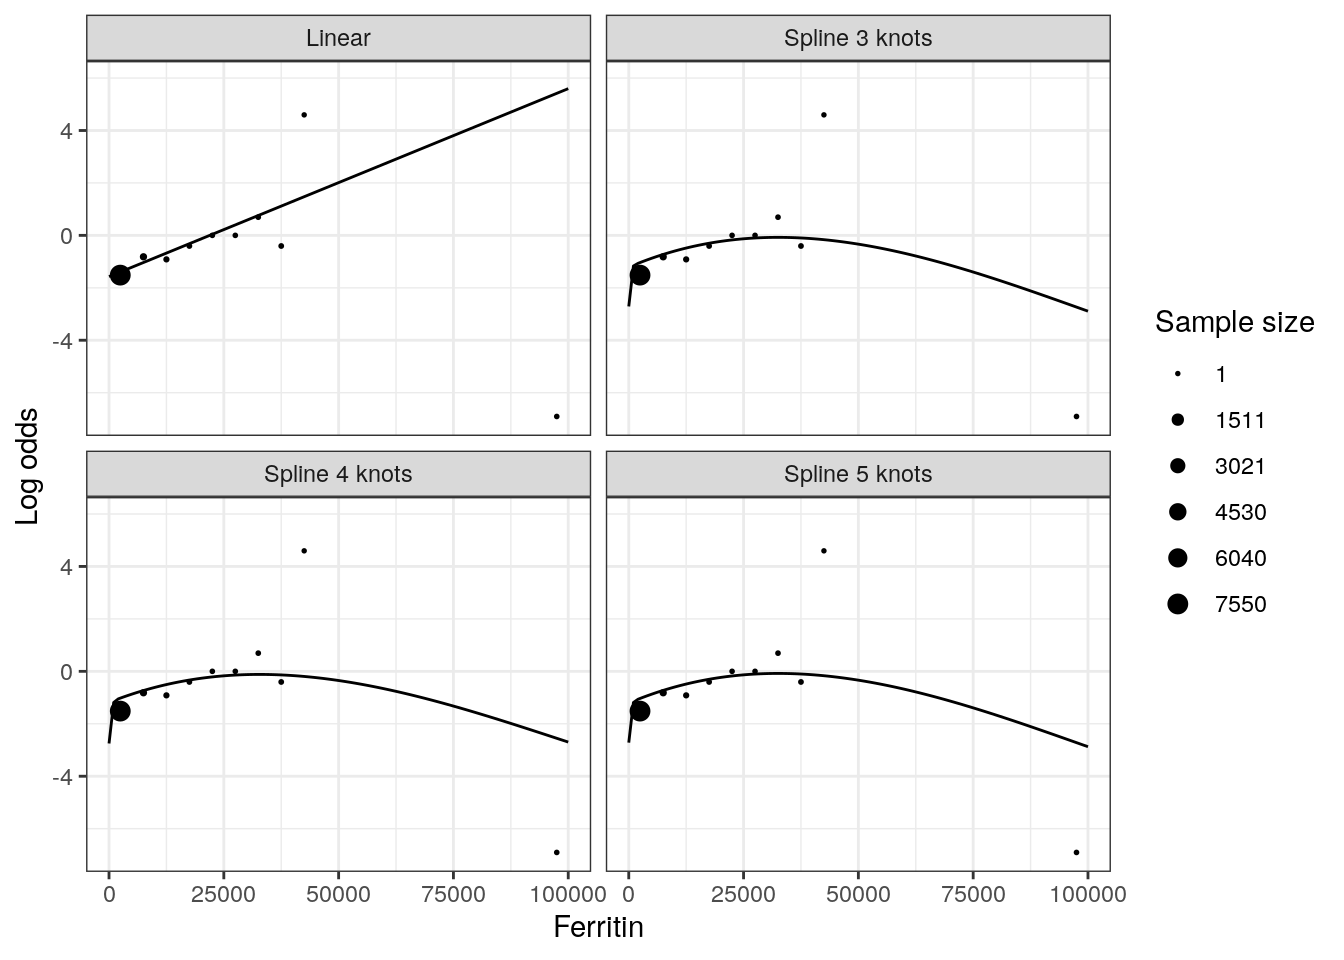 Linear
Spline 3 knots
4
0
-4
Spline 4 knots
Spline 5 knots
4
0
-4
0 25000 50000 75000 100000
0 25000 50000 75000 100000
Ferritin
Log odds
Sample size
1
1511
3021
4530
6040
7550